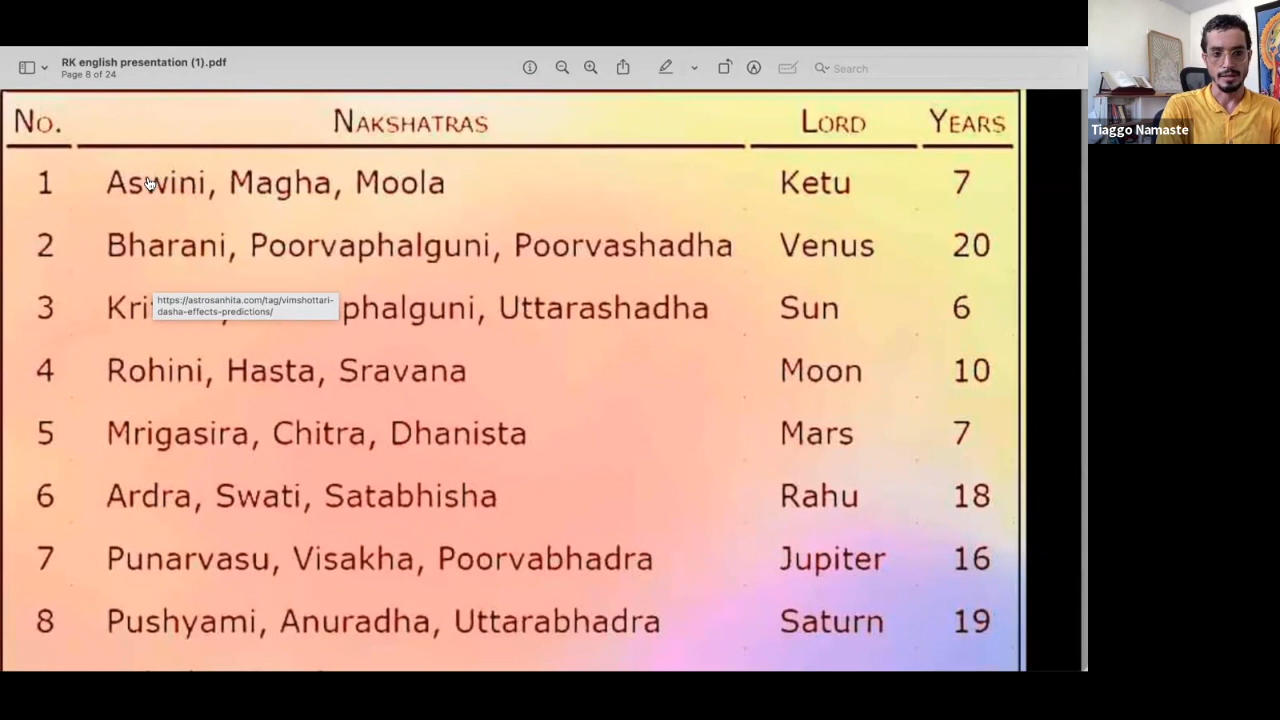 RK english presentation (1).pdf
Page 8 of 24
Search
Tiaggo Namaste
NO. NAKSHATRAS LORD YEARS
1 Aswini, Magha, Moola Ketu 7
2 Bharani, Poorvaphalguni, Poorvashadha Venus 20
3 Kri phalguni, Uttarashadha Sun 6
https://astrosanhita.com/tag/vimshottari-
dasha-effects-predictions/
4 Rohini, Hasta, Sravana Moon 10
5 Mrigasira, Chitra, Dhanista Mars 7
6 Ardra, Swati, Satabhisha Rahu 18
7 Punarvasu, Visakha, Poorvabhadra Jupiter 16
8 Pushyami, Anuradha, Uttarabhadra Saturn 19